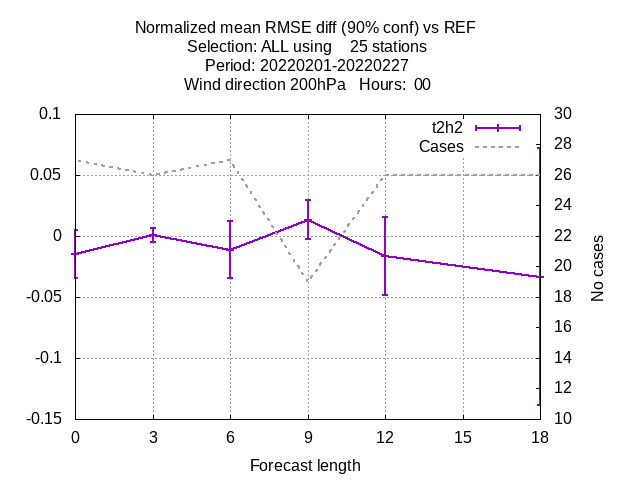 Normalized mean RMSE diff (90% conf) vs REF
Selection: ALL using    25 stations
Period: 20220201-20220227
Wind direction 200hPa   Hours:  00
0.1
0.05
0
-0.05
-0.1
-0.15
30
28
26
24
22
20
18
16
14
12
10
t2h2
Cases
No cases
0 3 6 9 12 15 18
Forecast length